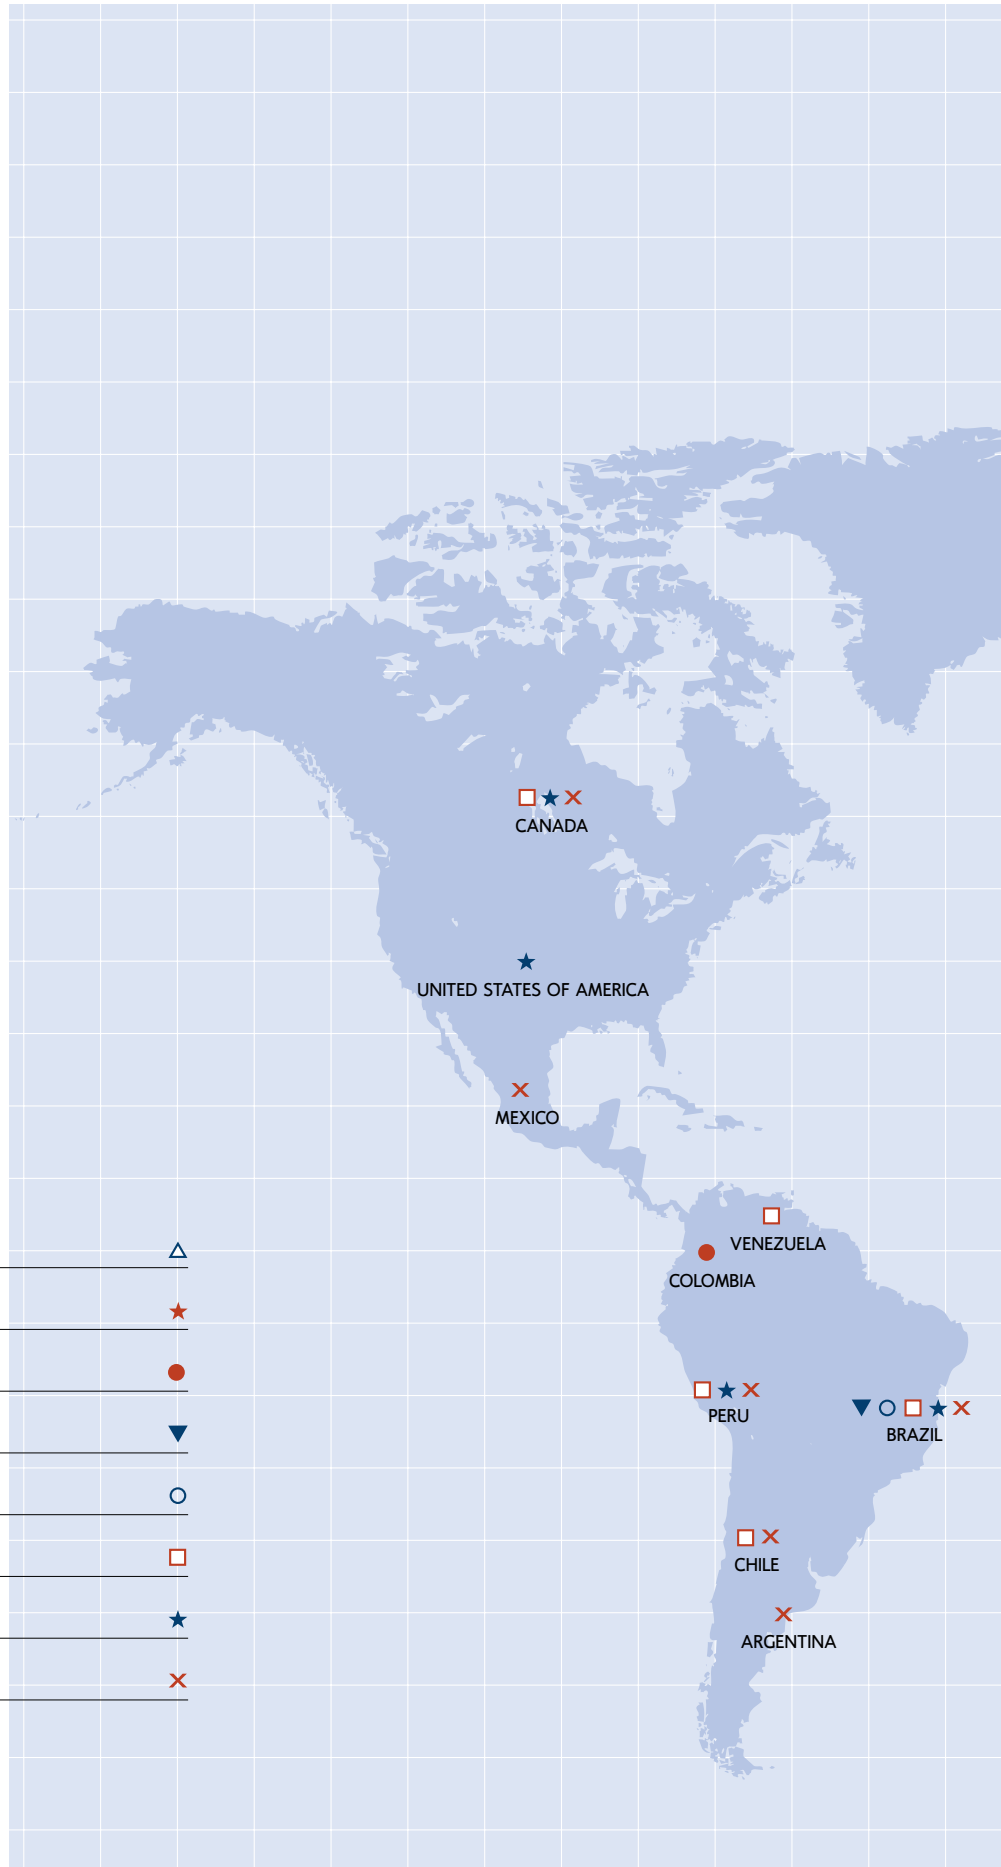 CANADA
UNITED STATES OF AMERICA
MEXICO
VENEZUELA
COLOMBIA
PERU
BRAZIL
CHILE
ARGENTINA